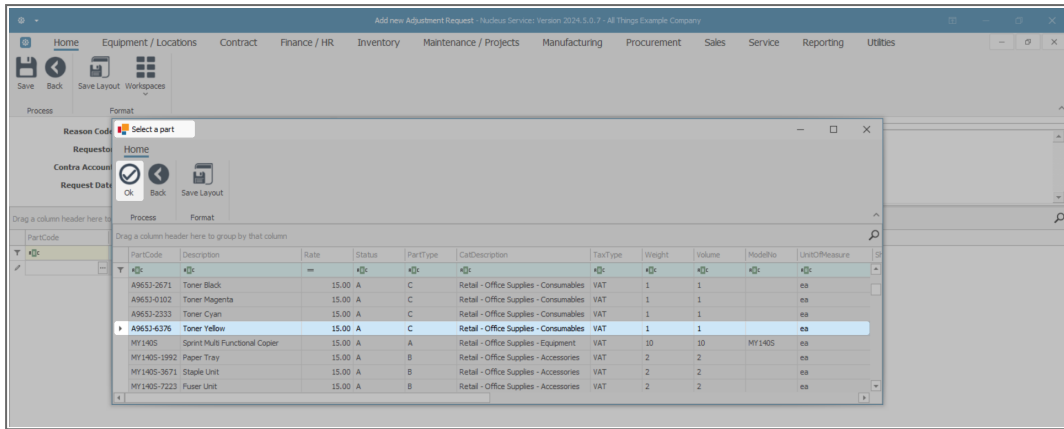 Add new Adjustment Request - Nucleus Service: Version 2024.5.0.7 - All Things Example Company
Home Equipment / Locations Contract Finance / HR Inventory Maintenance / Projects Manufacturing Procurement Sales Service Reporting Utilities
Save Back Save Layout Workspaces
Process Format
Reason Code
Requesto
Contra Accoun
Request Date
Drag a column header here to
PartCode
Select a part
Home
Ok Back Save Layout
Process Format
Drag a column header here to group by that column
PartCode Description Rate Status PartType CatDescription TaxType Weight Volume ModelNo UnitOfMeasure
A965J-2671 Toner Black 15.00 A C Retail - Office Supplies - Consumables VAT 1 1 ea
A965J-0102 Toner Magenta 15.00 A C Retail - Office Supplies - Consumables VAT 1 1 ea
A965J-2333 Toner Cyan 15.00 A C Retail - Office Supplies - Consumables VAT 1 1 ea
A965J-6376 Toner Yellow 15.00 A C Retail - Office Supplies - Consumables VAT 1 1 ea
MY140S Sprint Multi Functional Copier 15.00 A A Retail - Office Supplies - Equipment VAT 10 10 MY140S ea
MY140S-1992 Paper Tray 15.00 A B Retail - Office Supplies - Accessories VAT 2 2 ea
MY140S-3671 Staple Unit 15.00 A B Retail - Office Supplies - Accessories VAT 2 2 ea
MY140S-7223 Fuser Unit 15.00 A B Retail - Office Supplies - Accessories VAT 2 2 ea